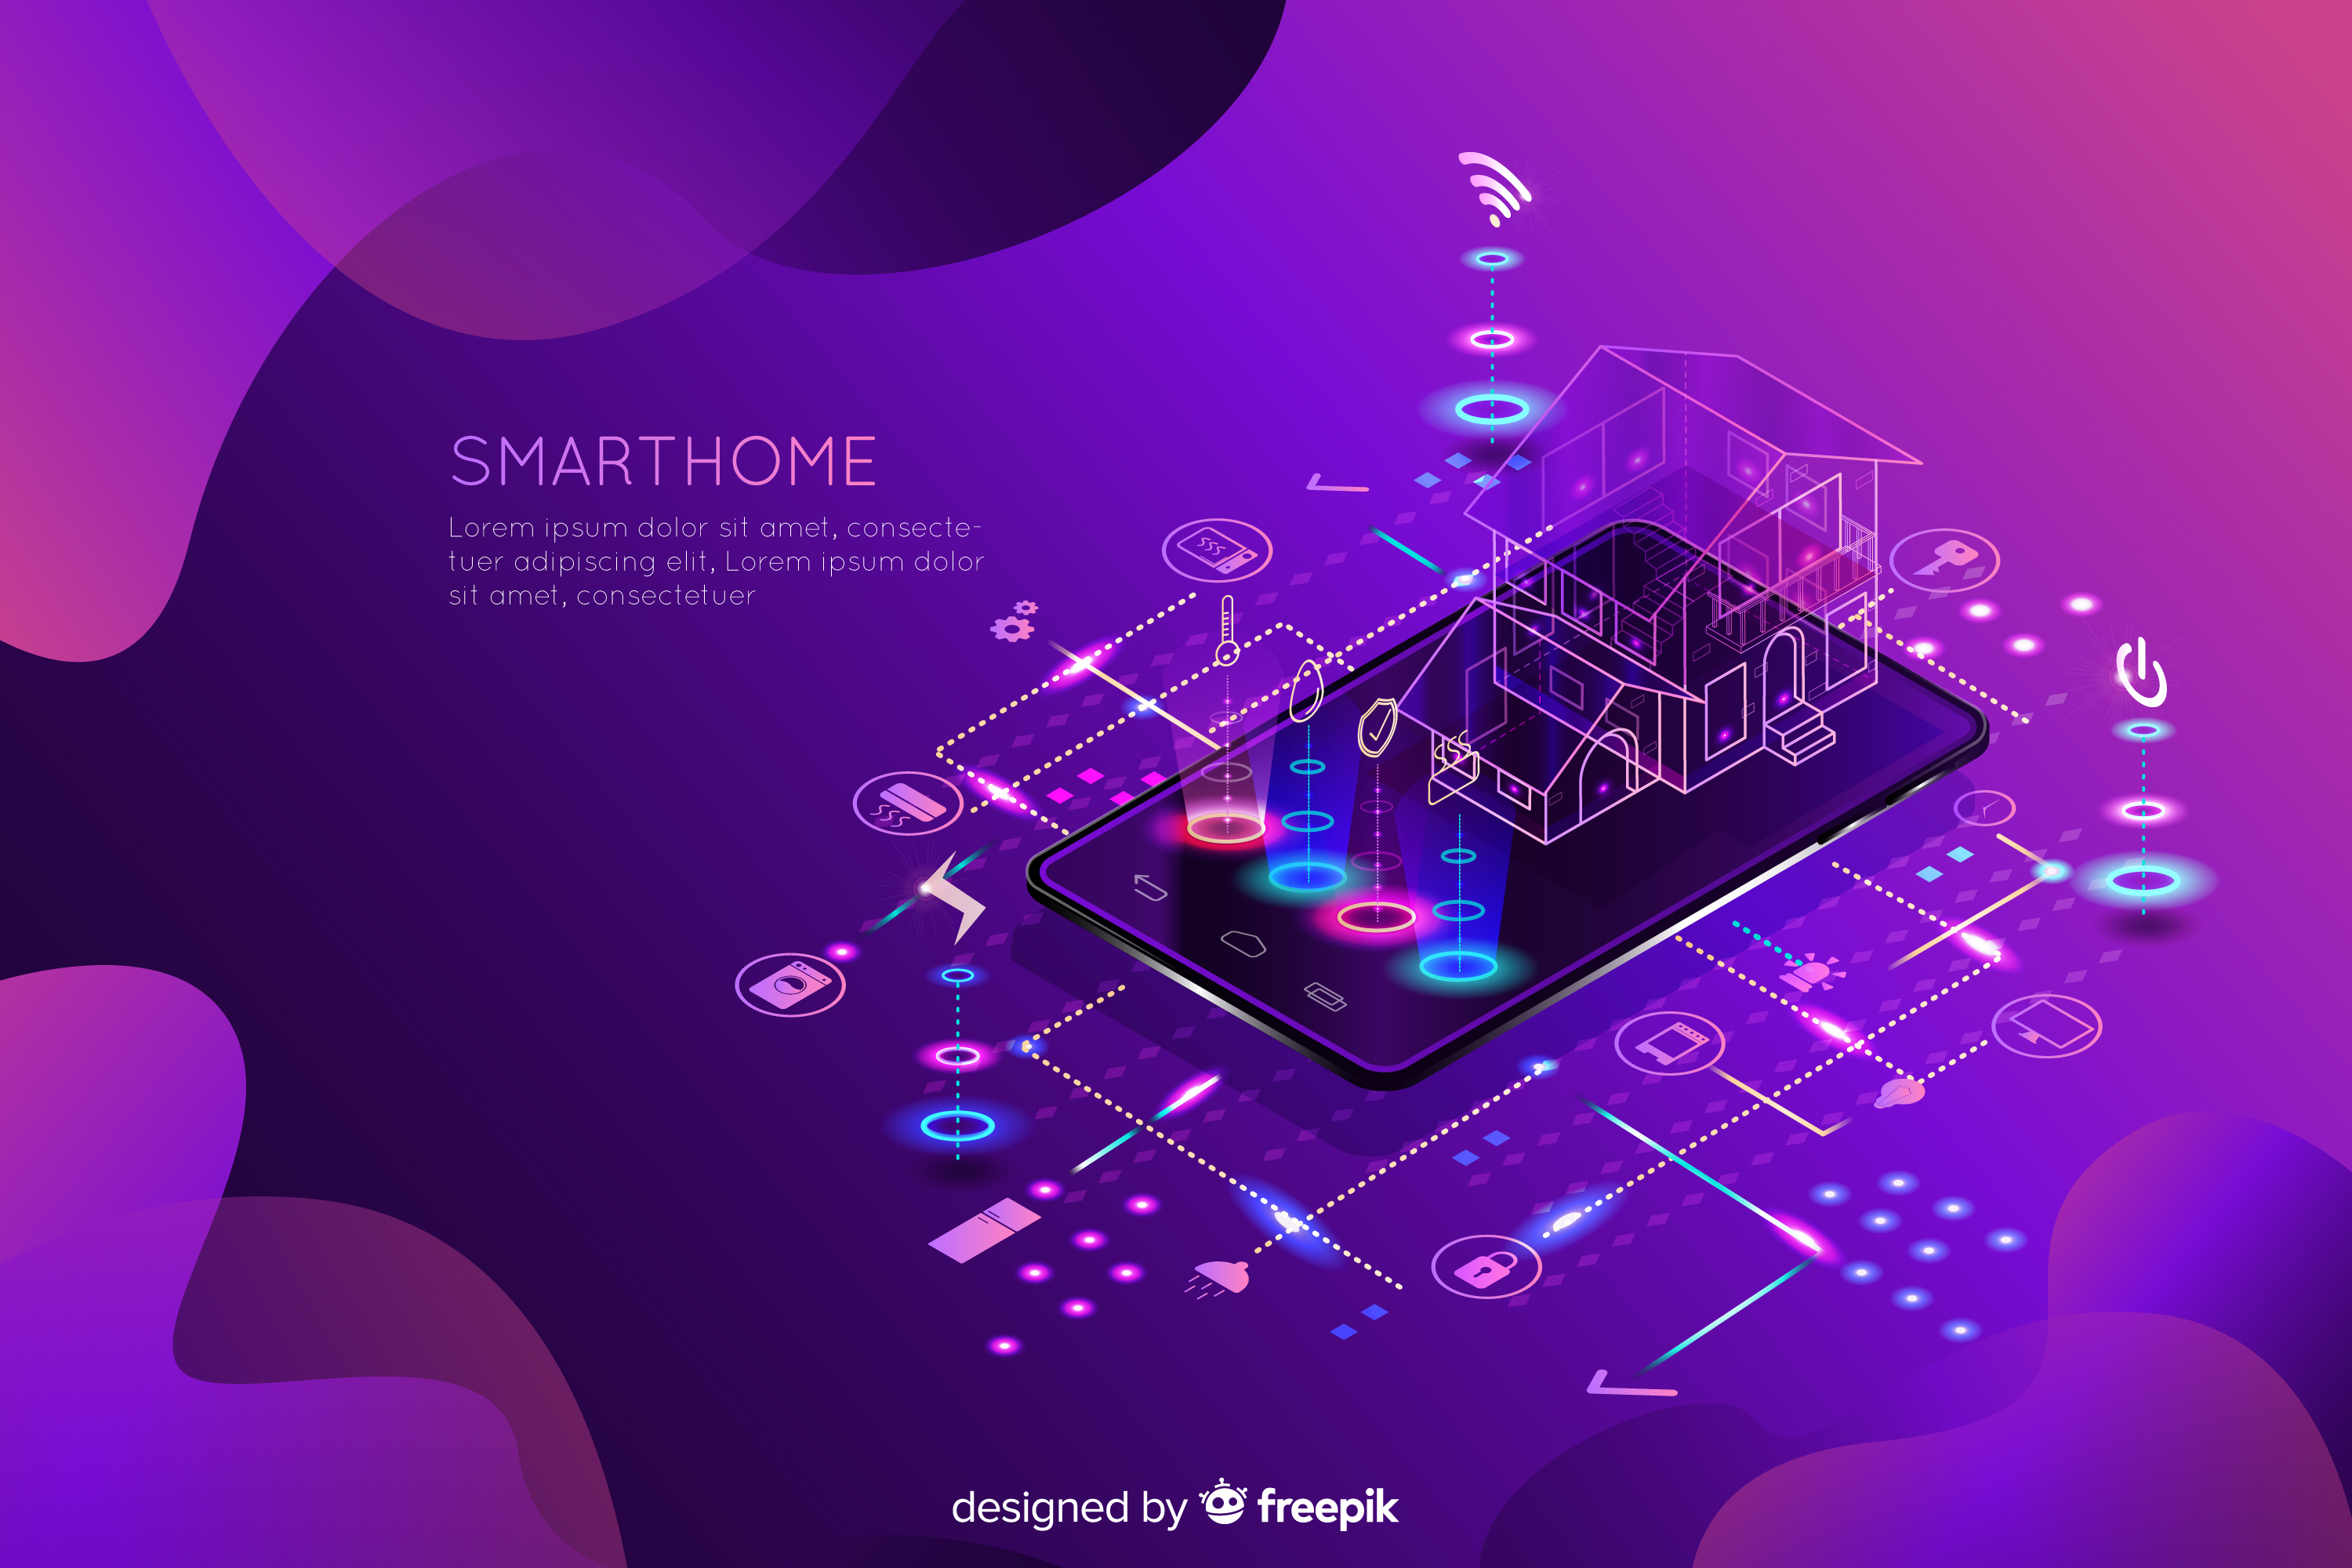 SMARTHOME
Lorem ipsum dolor sit amet, consecte-
tuer adipiscing elit, Lorem ipsum dolor
sit amet, consectetuer
designed by freepik